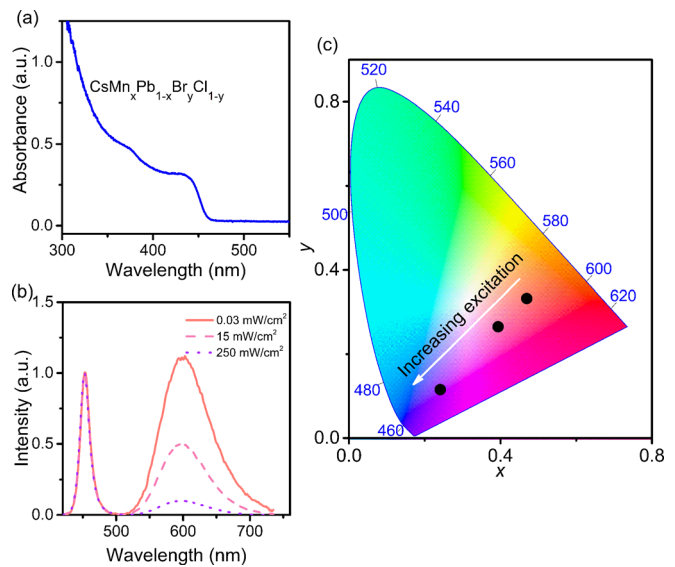 (a)
Absorbance (a.u.)
1.0
0.5
0.0
CsMnₓPb₁₋ₓBrᵧCl₁₋ᵧ
300
400
500
Wavelength (nm)
(b)
Intensity (a.u.)
1.5
1.0
0.5
0.0
0.03 mW/cm²
15 mW/cm²
250 mW/cm²
500
600
700
Wavelength (nm)
(c)
y
0.8
0.4
0.0
520
540
560
500
580
600
620
480
460
Increasing excitation
0.0
0.4
0.8
x